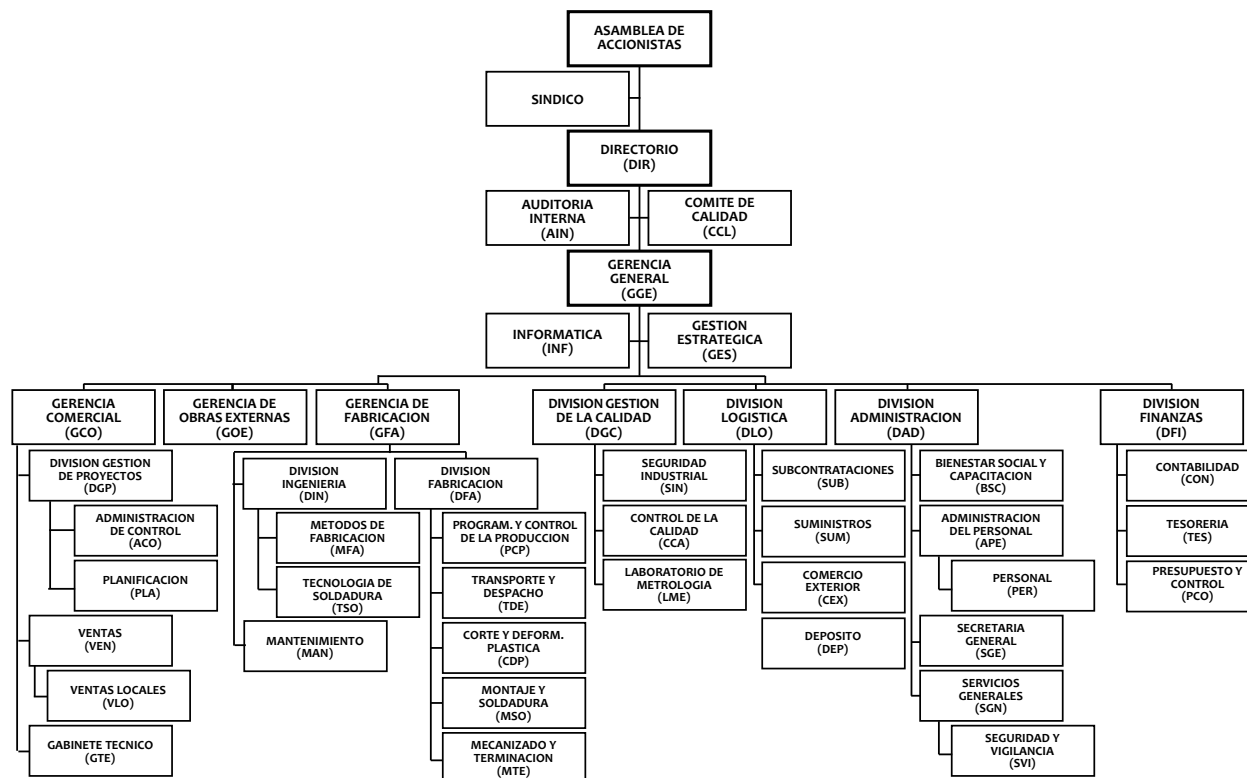 ASAMBLEA DE
ACCIONISTAS
SINDICO
DIRECTORIO
(DIR)
AUDITORIA
INTERNA
(AIN)
COMITE DE
CALIDAD
(CCL)
GERENCIA
GENERAL
(GGE)
INFORMATICA
(INF)
GESTION
ESTRATEGICA
(GES)
GERENCIA
COMERCIAL
(GCO)
GERENCIA DE
OBRAS EXTERNAS
(GOE)
GERENCIA DE
FABRICACION
(GFA)
DIVISION GESTION
DE LA CALIDAD
(DGC)
DIVISION
LOGISTICA
(DLO)
DIVISION
ADMINISTRACION
(DAD)
DIVISION
FINANZAS
(DFI)
DIVISION GESTION
DE PROYECTOS
(DGP)
ADMINISTRACION
DE CONTROL
(ACO)
PLANIFICACION
(PLA)
VENTAS
(VEN)
VENTAS LOCALES
(VLO)
GABINETE TECNICO
(GTE)
DIVISION
INGENIERIA
(DIN)
METODOS DE
FABRICACION
(MFA)
TECNOLOGIA DE
SOLDADURA
(TSO)
MANTENIMIENTO
(MAN)
DIVISION
FABRICACION
(DFA)
PROGRAM. Y CONTROL
DE LA PRODUCCION
(PCP)
TRANSPORTE Y
DESPACHO
(TDE)
CORTE Y DEFORM.
PLASTICA
(CDP)
MONTAJE Y
SOLDADURA
(MSO)
MECANIZADO Y
TERMINACION
(MTE)
SEGURIDAD
INDUSTRIAL
(SIN)
CONTROL DE LA
CALIDAD
(CCA)
LABORATORIO DE
METROLOGIA
(LME)
SUBCONTRATACIONES
(SUB)
SUMINISTROS
(SUM)
COMERCIO
EXTERIOR
(CEX)
DEPOSITO
(DEP)
BIENESTAR SOCIAL Y
CAPACITACION
(BSC)
ADMINISTRACION
DEL PERSONAL
(APE)
PERSONAL
(PER)
SECRETARIA
GENERAL
(SGE)
SERVICIOS
GENERALES
(SGN)
SEGURIDAD Y
VIGILANCIA
(SVI)
CONTABILIDAD
(CON)
TESORERIA
(TES)
PRESUPUESTO Y
CONTROL
(PCO)